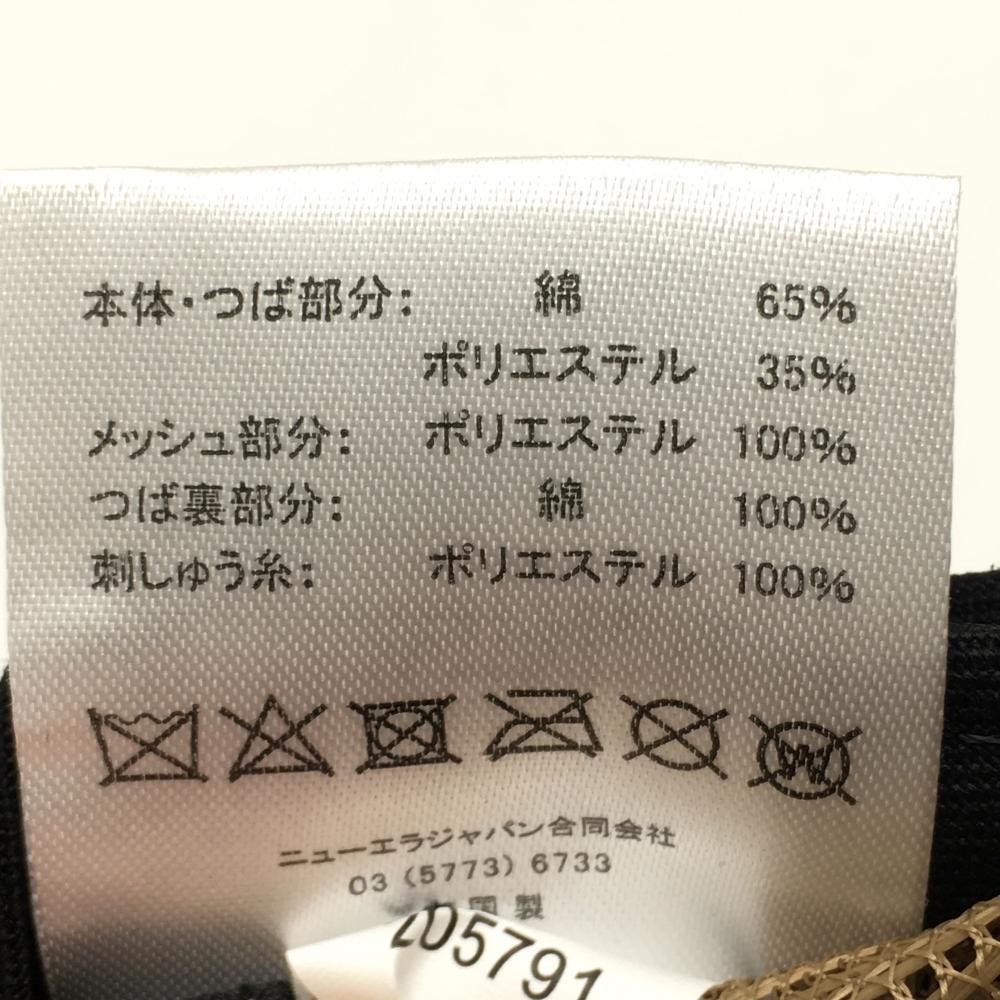 本体・つば部分： 綿 65%
ポリエステル 35%
メッシュ部分： ポリエステル 100%
つば裏部分： 綿 100%
刺しゅう糸： ポリエステル 100%
ニューエラジャパン合同会社
03 (5773) 6733
国製
205791